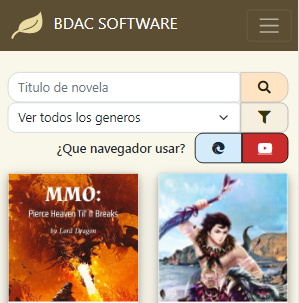 BDAC SOFTWARE
Titulo de novela
Ver todos los generos
¿Que navegador usar?
MMO:
Pierce Heaven Til' It Breaks
by Lord Dragon